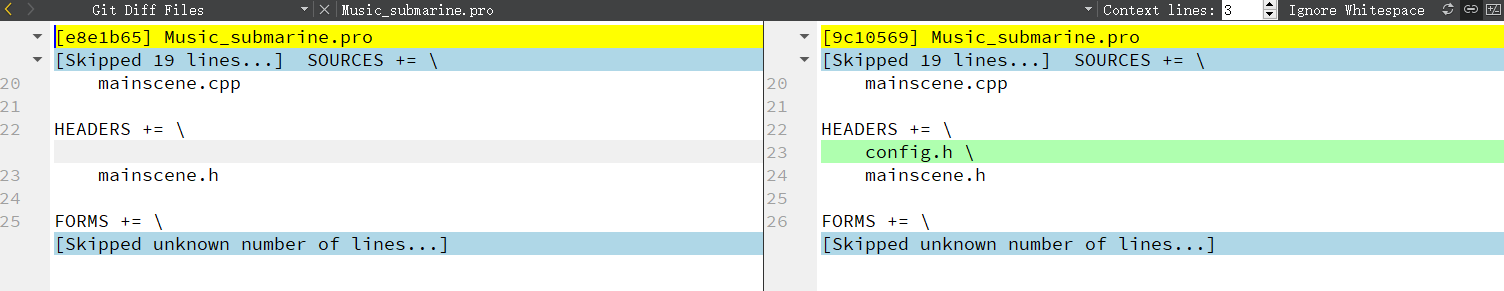 Git Diff Files Music_submarine.pro Context lines: 3 Ignore Whitespace
[e8e1b65] Music_submarine.pro
[Skipped 19 lines...]  SOURCES += \
20     mainscene.cpp
21
22 HEADERS += \
23     mainscene.h
24
25 FORMS += \
[Skipped unknown number of lines...]
[9c10569] Music_submarine.pro
[Skipped 19 lines...]  SOURCES += \
20     mainscene.cpp
21
22 HEADERS += \
23     config.h \
24     mainscene.h
25
26 FORMS += \
[Skipped unknown number of lines...]